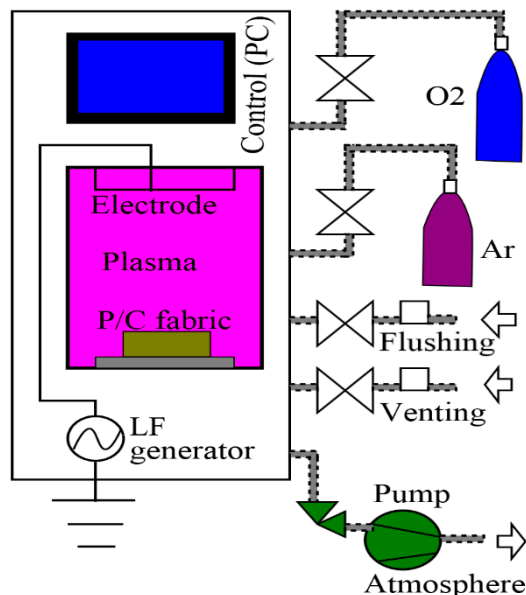 Control (PC)
O2
Electrode
Ar
Plasma
P/C fabric
Flushing
Venting
LF
generator
Pump
Atmosphere